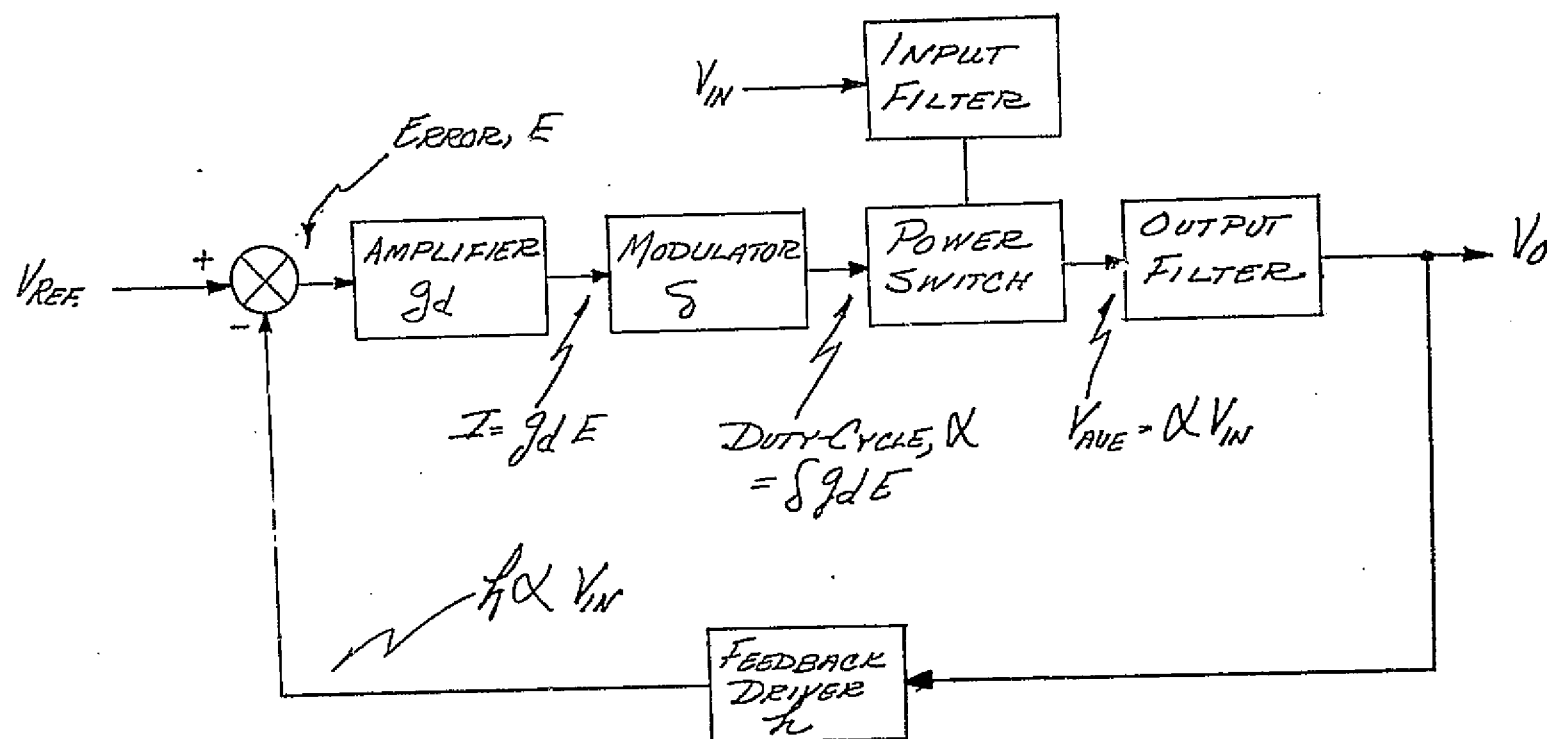 INPUT
FILTER
V_IN
ERROR, E
AMPLIFIER
gd
MODULATOR
δ
POWER
SWITCH
OUTPUT
FILTER
V_REF.
+
-
V_O
I = gd E
DUTY-CYCLE, α
= δ gd E
V_AVE = α V_IN
h α V_IN
FEEDBACK
DRIVER
h